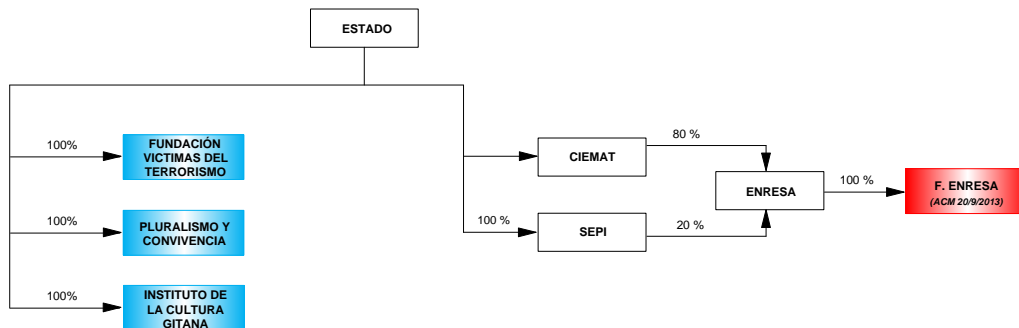 ESTADO
100%
FUNDACIÓN
VICTIMAS DEL
TERRORISMO
100%
PLURALISMO Y
CONVIVENCIA
100%
INSTITUTO DE
LA CULTURA
GITANA
CIEMAT
80 %
100 %
SEPI
20 %
ENRESA
100 %
F. ENRESA
(ACM 20/9/2013)